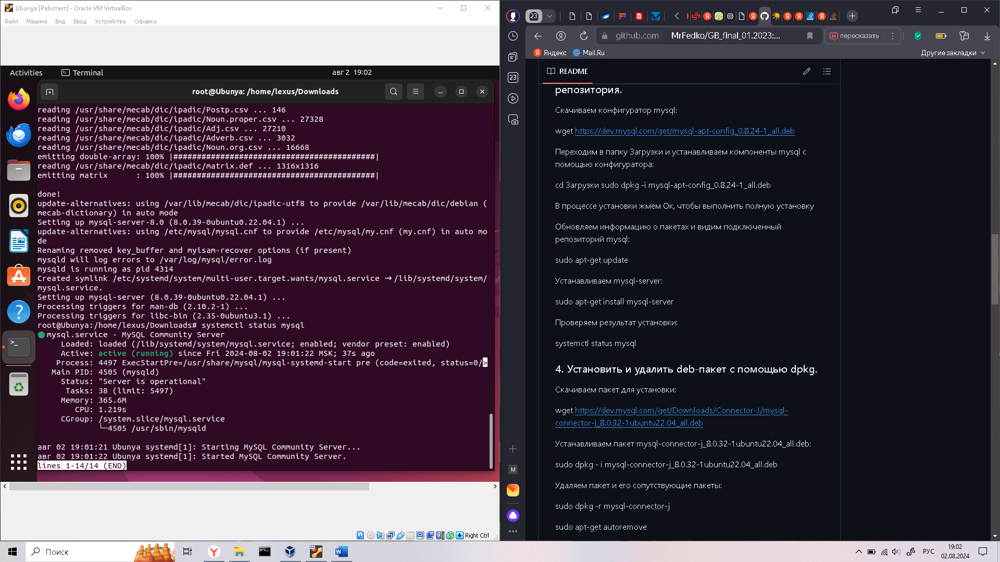 Ubunya [Работает] - Oracle VM VirtualBox
Файл Машина Вид Ввод Устройства Справка
Activities Terminal авг 2 19:02
root@Ubunya: /home/lexus/Downloads
reading /usr/share/mecab/dic/ipadic/Postp.csv ... 146
reading /usr/share/mecab/dic/ipadic/Noun.proper.csv ... 27328
reading /usr/share/mecab/dic/ipadic/Adj.csv ... 27210
reading /usr/share/mecab/dic/ipadic/Adverb.csv ... 3032
reading /usr/share/mecab/dic/ipadic/Noun.org.csv ... 16668
emitting double-array: 100% |###########################################|
reading /usr/share/mecab/dic/ipadic/matrix.def ... 1316x1316
emitting matrix      : 100% |###########################################|
done!
update-alternatives: using /var/lib/mecab/dic/ipadic-utf8 to provide /var/lib/mecab/dic/debian (
mecab-dictionary) in auto mode
Setting up mysql-server-8.0 (8.0.39-0ubuntu0.22.04.1) ...
update-alternatives: using /etc/mysql/mysql.cnf to provide /etc/mysql/my.cnf (my.cnf) in auto mo
de
Renaming removed key_buffer and myisam-recover options (if present)
mysqld will log errors to /var/log/mysql/error.log
mysqld is running as pid 4314
Created symlink /etc/systemd/system/multi-user.target.wants/mysql.service → /lib/systemd/system/
mysql.service.
Setting up mysql-server (8.0.39-0ubuntu0.22.04.1) ...
Processing triggers for man-db (2.10.2-1) ...
Processing triggers for libc-bin (2.35-0ubuntu3.1) ...
root@Ubunya:/home/lexus/Downloads# systemctl status mysql
● mysql.service - MySQL Community Server
Loaded: loaded (/lib/systemd/system/mysql.service; enabled; vendor preset: enabled)
Active: active (running) since Fri 2024-08-02 19:01:22 MSK; 37s ago
Process: 4497 ExecStartPre=/usr/share/mysql/mysql-systemd-start pre (code=exited, status=0/>
Main PID: 4505 (mysqld)
Status: "Server is operational"
Tasks: 38 (limit: 5497)
Memory: 365.6M
CPU: 1.219s
CGroup: /system.slice/mysql.service
└─4505 /usr/sbin/mysqld
авг 02 19:01:21 Ubunya systemd[1]: Starting MySQL Community Server...
авг 02 19:01:22 Ubunya systemd[1]: Started MySQL Community Server.
lines 1-14/14 (END)
Right Ctrl
23
github.com MrFedko/GB_final_01.2023:... пересказать
Яндекс Mail.Ru Другие закладки
23
M
README
репозитория.
Скачиваем конфигуратор mysql:
wget https://dev.mysql.com/get/mysql-apt-config_0.8.24-1_all.deb
Переходим в папку Загрузки и устанавливаем компоненты mysql с
помощью конфигуратора:
cd Загрузки sudo dpkg -i mysql-apt-config_0.8.24-1_all.deb
В процессе установки жмем Ок, чтобы выполнить полную установку
Обновляем информацию о пакетах и видим подключенный
репозиторий mysql:
sudo apt-get update
Устанавливаем mysql-server:
sudo apt-get install mysql-server
Проверяем результат установки:
systemctl status mysql
4. Установить и удалить deb-пакет с помощью dpkg.
Скачиваем пакет для установки:
wget https://dev.mysql.com/get/Downloads/Connector-J/mysql-
connector-j_8.0.32-1ubuntu22.04_all.deb
Устанавливаем пакет mysql-connector-j_8.0.32-1ubuntu22.04_all.deb:
sudo dpkg - i mysql-connector-j_8.0.32-1ubuntu22.04_all.deb
Удаляем пакет и его сопутствующие пакеты:
sudo dpkg -r mysql-connector-j
sudo apt-get autoremove
Поиск
РУС
19:02
02.08.2024